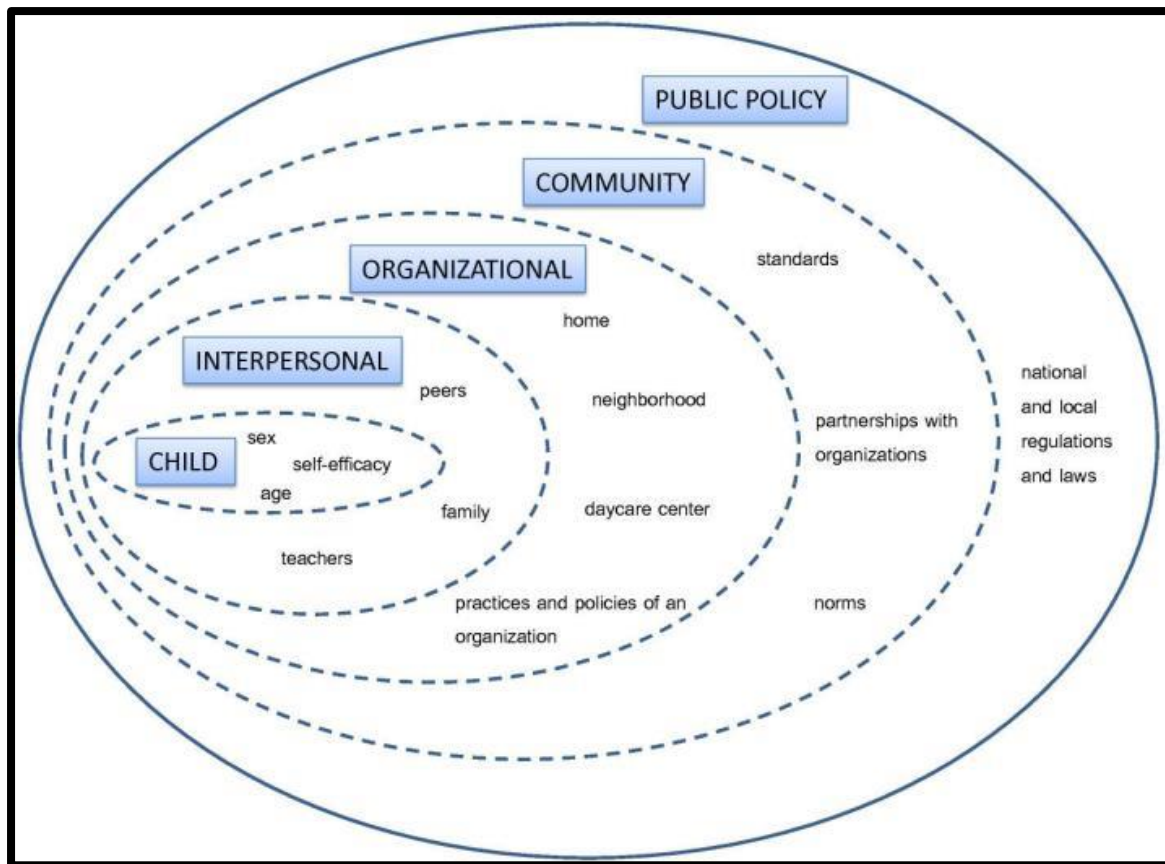 PUBLIC POLICY
COMMUNITY
standards
ORGANIZATIONAL
home
INTERPERSONAL
peers
neighborhood
national
and local
regulations
and laws
partnerships with
organizations
CHILD
sex
self-efficacy
age
family
daycare center
teachers
practices and policies of an
organization
norms